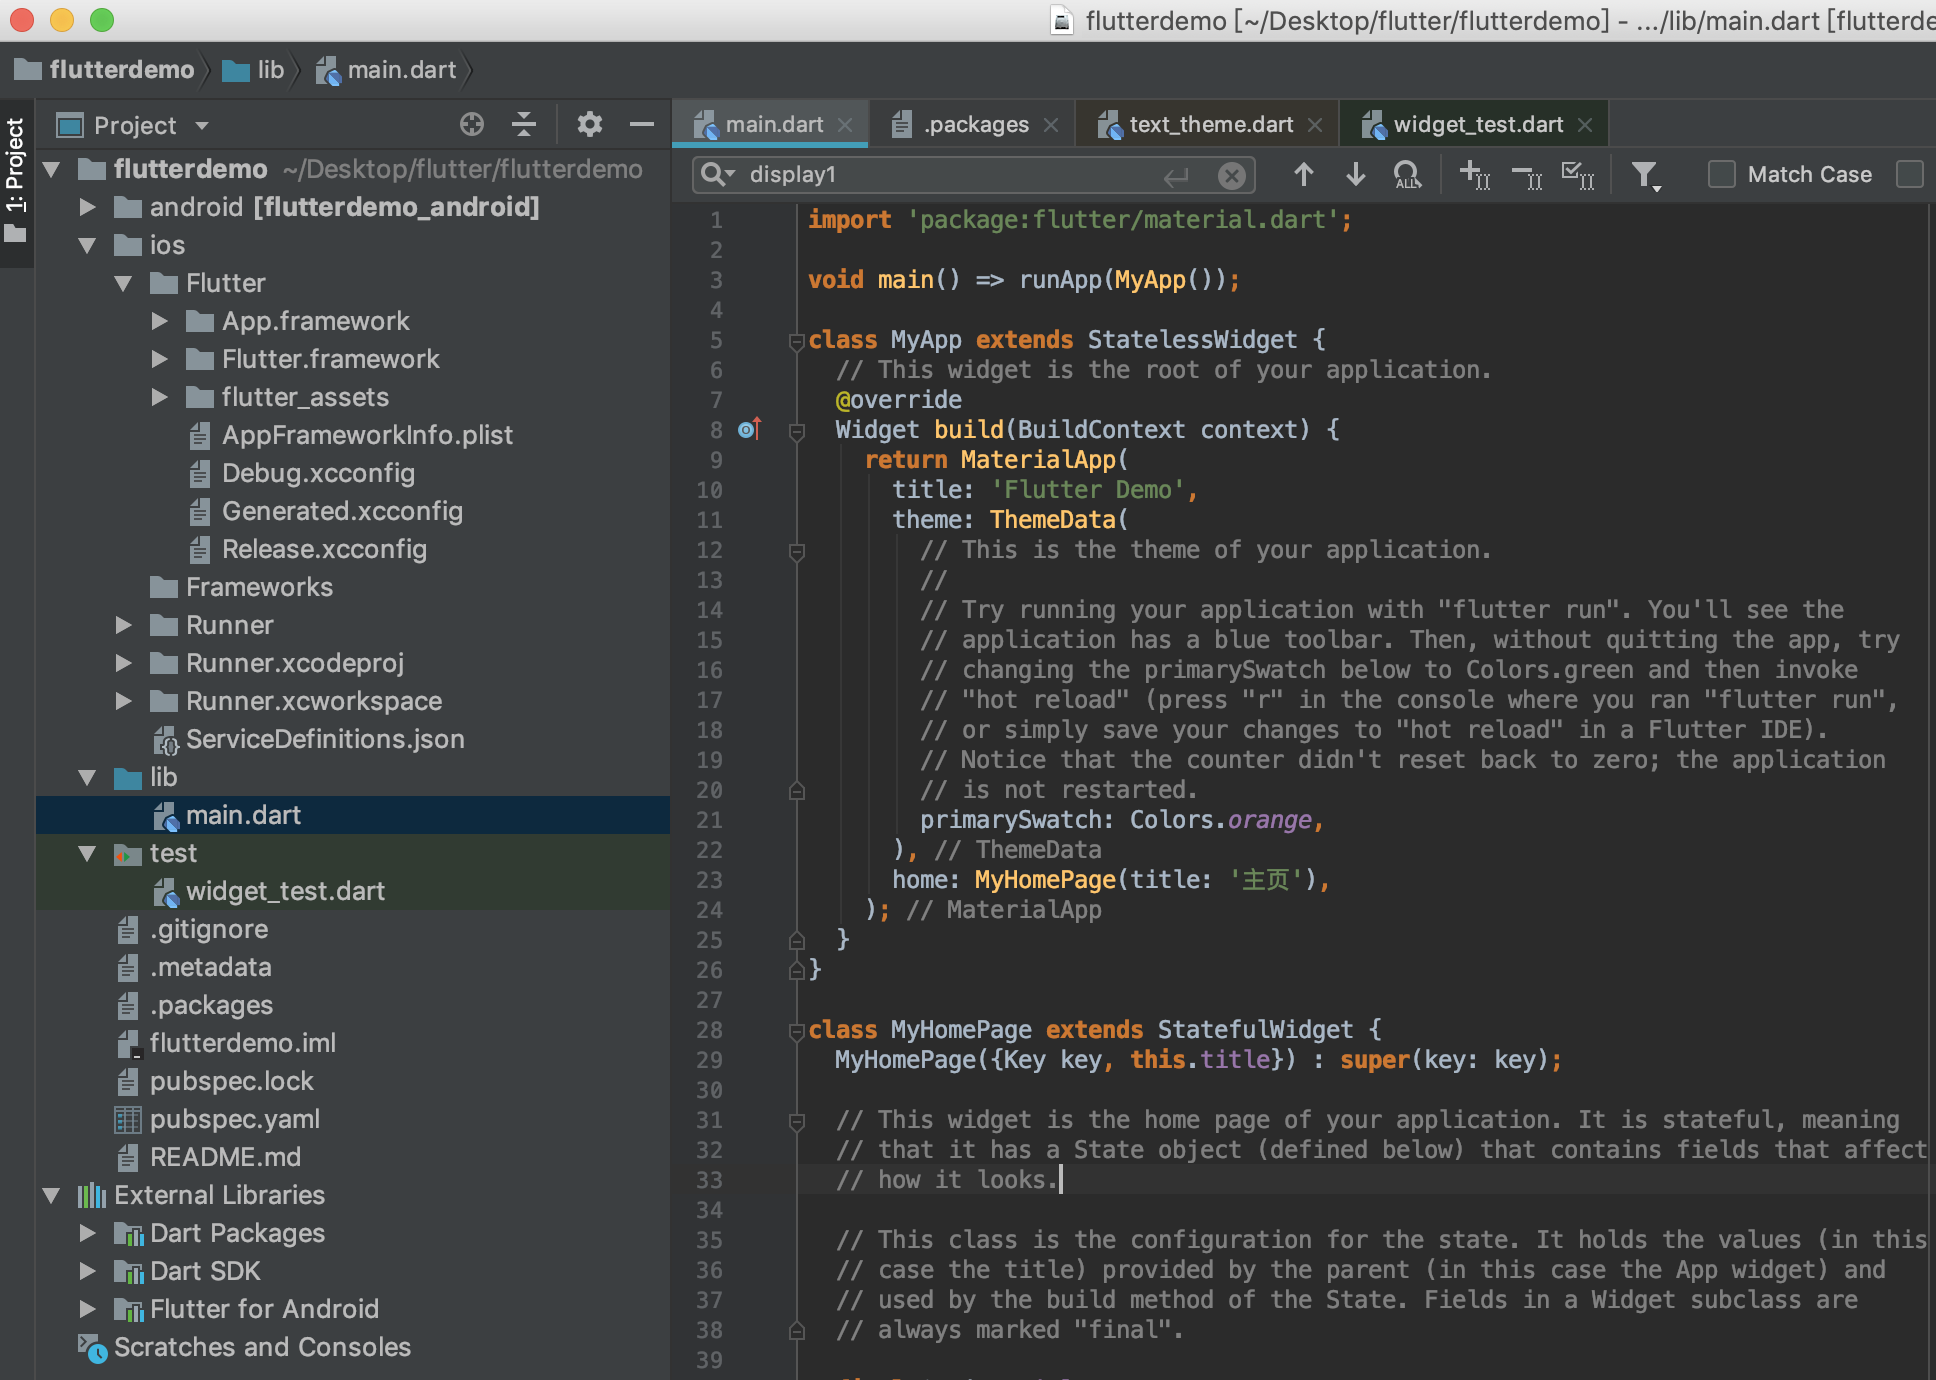 flutterdemo [~/Desktop/flutter/flutterdemo] - .../lib/main.dart [flutterde
flutterdemo
lib
main.dart
1: Project
Project
flutterdemo ~/Desktop/flutter/flutterdemo
android [flutterdemo_android]
ios
Flutter
App.framework
Flutter.framework
flutter_assets
AppFrameworkInfo.plist
Debug.xcconfig
Generated.xcconfig
Release.xcconfig
Frameworks
Runner
Runner.xcodeproj
Runner.xcworkspace
ServiceDefinitions.json
lib
main.dart
test
widget_test.dart
.gitignore
.metadata
.packages
flutterdemo.iml
pubspec.lock
pubspec.yaml
README.md
External Libraries
Dart Packages
Dart SDK
Flutter for Android
Scratches and Consoles
main.dart
.packages
text_theme.dart
widget_test.dart
display1
ALL
Match Case
1 import 'package:flutter/material.dart';
2
3 void main() => runApp(MyApp());
4
5 class MyApp extends StatelessWidget {
6 // This widget is the root of your application.
7 @override
8 Widget build(BuildContext context) {
9 return MaterialApp(
10 title: 'Flutter Demo',
11 theme: ThemeData(
12 // This is the theme of your application.
13 //
14 // Try running your application with "flutter run". You'll see the
15 // application has a blue toolbar. Then, without quitting the app, try
16 // changing the primarySwatch below to Colors.green and then invoke
17 // "hot reload" (press "r" in the console where you ran "flutter run",
18 // or simply save your changes to "hot reload" in a Flutter IDE).
19 // Notice that the counter didn't reset back to zero; the application
20 // is not restarted.
21 primarySwatch: Colors.orange,
22 ), // ThemeData
23 home: MyHomePage(title: '主页'),
24 ); // MaterialApp
25 }
26 }
27
28 class MyHomePage extends StatefulWidget {
29 MyHomePage({Key key, this.title}) : super(key: key);
30
31 // This widget is the home page of your application. It is stateful, meaning
32 // that it has a State object (defined below) that contains fields that affect
33 // how it looks.
34
35 // This class is the configuration for the state. It holds the values (in this
36 // case the title) provided by the parent (in this case the App widget) and
37 // used by the build method of the State. Fields in a Widget subclass are
38 // always marked "final".
39